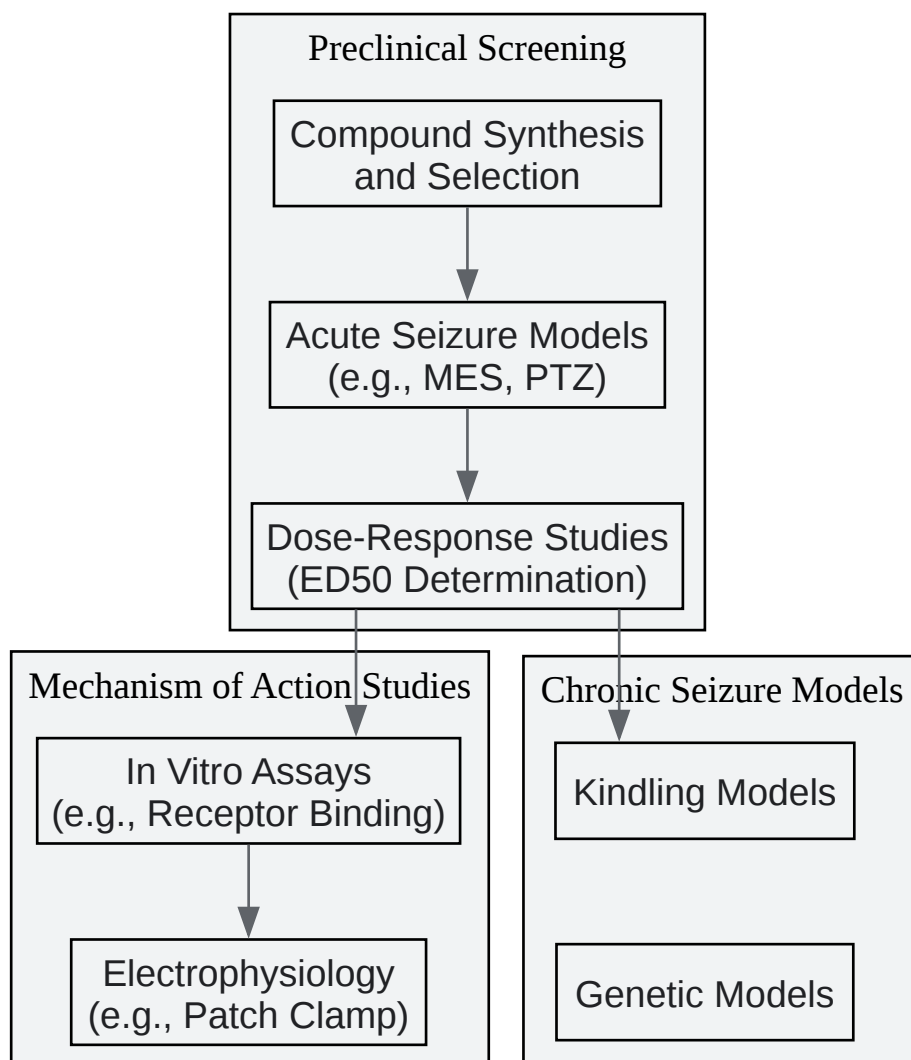 Preclinical Screening
Compound Synthesis
and Selection
Acute Seizure Models
(e.g., MES, PTZ)
Dose-Response Studies
(ED50 Determination)
Mechanism of Action Studies
In Vitro Assays
(e.g., Receptor Binding)
Electrophysiology
(e.g., Patch Clamp)
Chronic Seizure Models
Kindling Models
Genetic Models